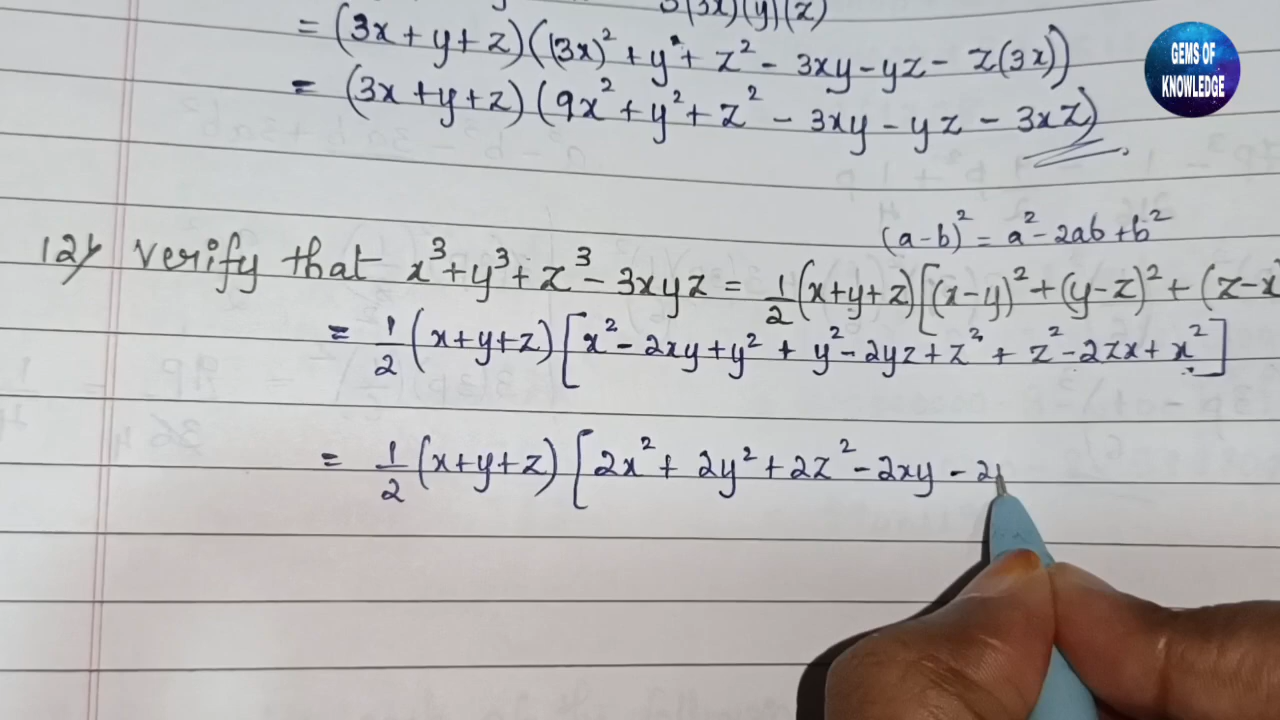 3(3x)(y)(z)
= (3x+y+z)((3x)² + y² + z² - 3xy - yz - z(3x))
= (3x+y+z)(9x² + y² + z² - 3xy - yz - 3xz)
GEMS OF
KNOWLEDGE
(a-b)² = a² - 2ab + b²
12) Verify that x³+y³+z³ - 3xyz = 1/2 (x+y+z)[(x-y)² + (y-z)² + (z-x
= 1/2 (x+y+z)[x² - 2xy + y² + y² - 2yz + z² + z² - 2zx + x²]
= 1/2 (x+y+z)[2x² + 2y² + 2z² - 2xy - 2